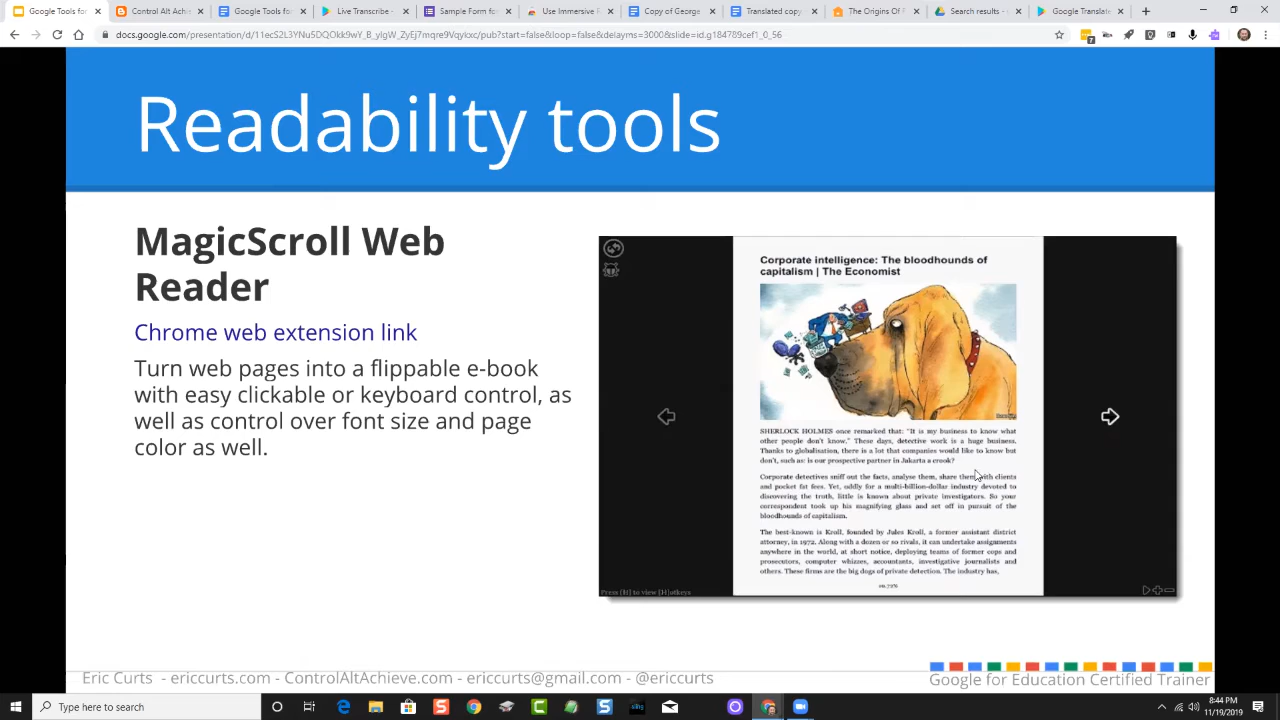 Google Tools fo
Readability Alt
Live Transcribe
Samples for Im
Use Immersive R
Copy of George
Translated copy
The Origins Of
Search results -
Google Translat
docs.google.com/presentation/d/11ecS2L3YNu5DQOkk9wY_B_ylgW_Zy6j7mqre9Vqykxc/pub?start=false&loop=false&delayms=3000&slide=id.g184789cef1_0_56
Readability tools
MagicScroll Web
Reader
Chrome web extension link
Turn web pages into a flippable e-book
with easy clickable or keyboard control, as
well as control over font size and page
color as well.
Corporate intelligence: The bloodhounds of
capitalism | The Economist
SHERLOCK HOLMES once remarked that: "It is my business to know what
other people don't know." These days, detective work is a huge business.
Thanks to globalisation, there is a lot that companies would like to know but
don't, such as: is our prospective partner in Jakarta a crook?
Corporate detectives sniff out the facts, analyse them, share them with clients
and pocket fat fees. Yet, oddly for a multi-billion-dollar industry devoted to
discovering the truth, little is known about private investigators. So your
correspondent took up his magnifying glass and set off in pursuit of the
bloodhounds of capitalism.
The best-known is Kroll, founded by Jules Kroll, a former assistant district
attorney, in 1972. Along with a dozen or so rivals, it can undertake assignments
anywhere in the world, at short notice, deploying teams of former cops and
prosecutors, computer whizzes, accountants, investigative journalists and
others. These firms are the big dogs of private detection. The industry has,
Press [H] to view [H]otkeys
Eric Curts - ericcurts.com - ControlAltAchieve.com - ericcurts@gmail.com - @ericcurts
Google for Education Certified Trainer
Type here to search
8:44 PM
11/19/2019